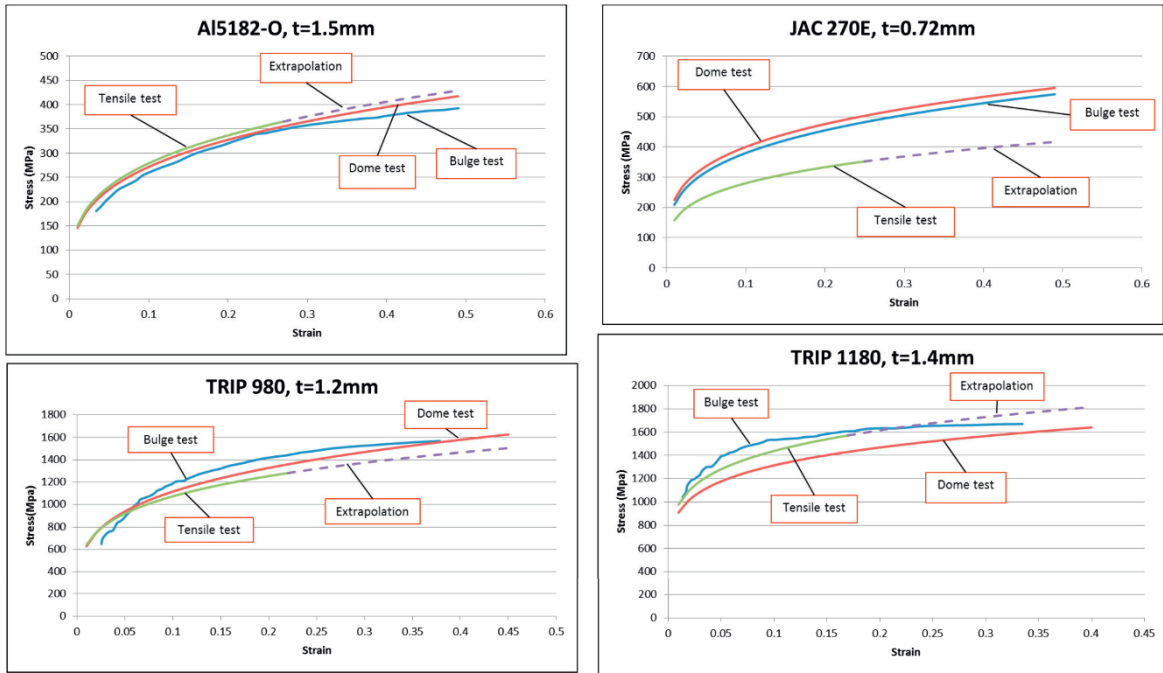 Al5182-O, t=1.5mm
500
450
400
350
300
250
200
150
100
50
0
Stress (MPa)
0
0.1
0.2
0.3
0.4
0.5
0.6
Strain
Extrapolation
Tensile test
Dome test
Bulge test
JAC 270E, t=0.72mm
700
600
500
400
300
200
100
0
Stress (MPa)
0
0.1
0.2
0.3
0.4
0.5
0.6
Strain
Dome test
Bulge test
Extrapolation
Tensile test
TRIP 980, t=1.2mm
1800
1600
1400
1200
1000
800
600
400
200
0
Stress(Mpa)
0
0.05
0.1
0.15
0.2
0.25
0.3
0.35
0.4
0.45
0.5
Strain
Dome test
Bulge test
Extrapolation
Tensile test
TRIP 1180, t=1.4mm
2000
1800
1600
1400
1200
1000
800
600
400
200
0
Stress (Mpa)
0
0.05
0.1
0.15
0.2
0.25
0.3
0.35
0.4
0.45
Strain
Extrapolation
Bulge test
Dome test
Tensile test